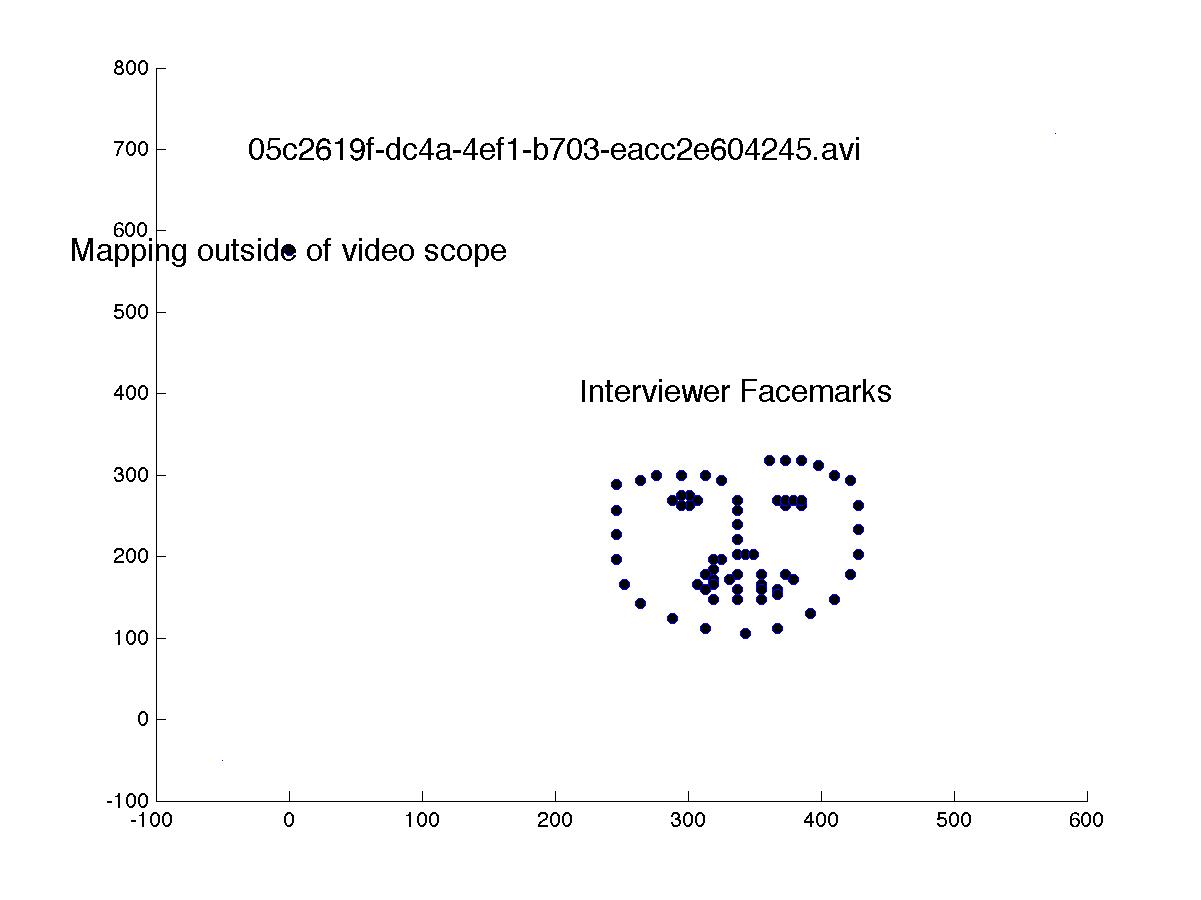 800
700
05c2619f-dc4a-4ef1-b703-eacc2e604245.avi
600
Mapping outside of video scope
500
400
Interviewer Facemarks
300
200
100
0
-100
-100 0 100 200 300 400 500 600